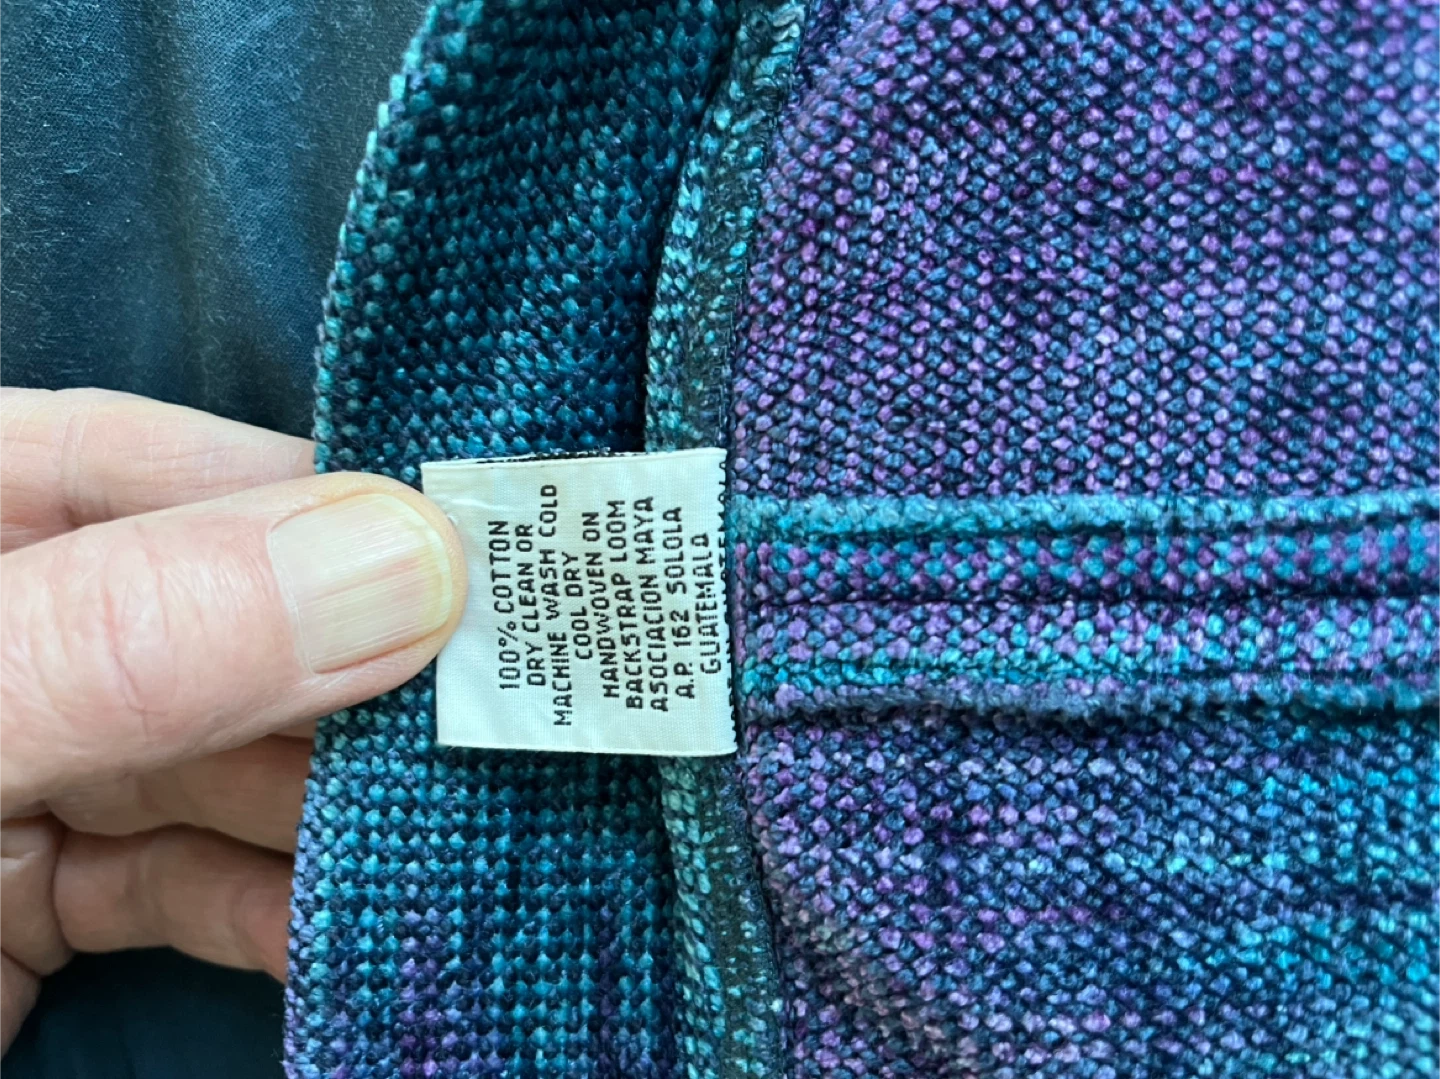 100% COTTON
DRY CLEAN OR
MACHINE WASH COLD
COOL DRY
HANDWOVEN ON
BACKSTRAP LOOM
ASOCIACION MAYA
A.P. 162 SOLOLA
GUATEMALA